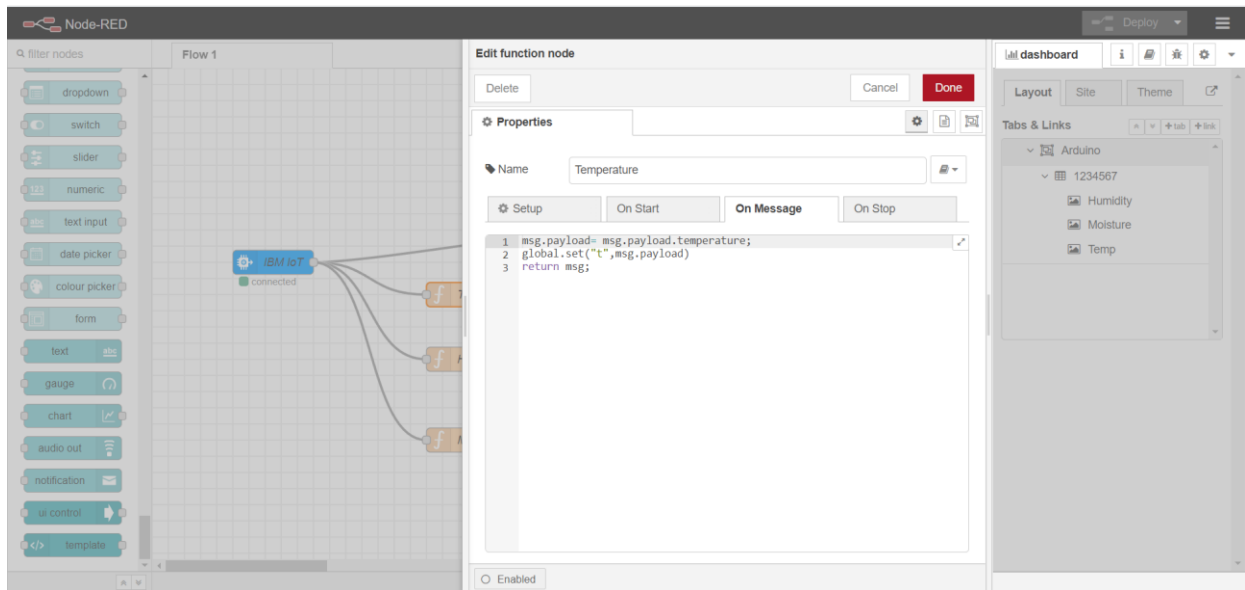 Node-RED
Deploy
filter nodes
Flow 1
Edit function node
dashboard
i
dropdown
Delete
Cancel
Done
Layout
Site
Theme
switch
Properties
Tabs & Links
tab
link
slider
Arduino
123
numeric
Name
Temperature
1234567
abc
text input
Setup
On Start
On Message
On Stop
Humidity
Moisture
date picker
IBM IoT
connected
1 msg.payload= msg.payload.temperature;
2 global.set("t",msg.payload)
3 return msg;
Temp
colour picker
f
form
text
abc
f
gauge
chart
f
audio out
notification
ui control
</>
template
Enabled